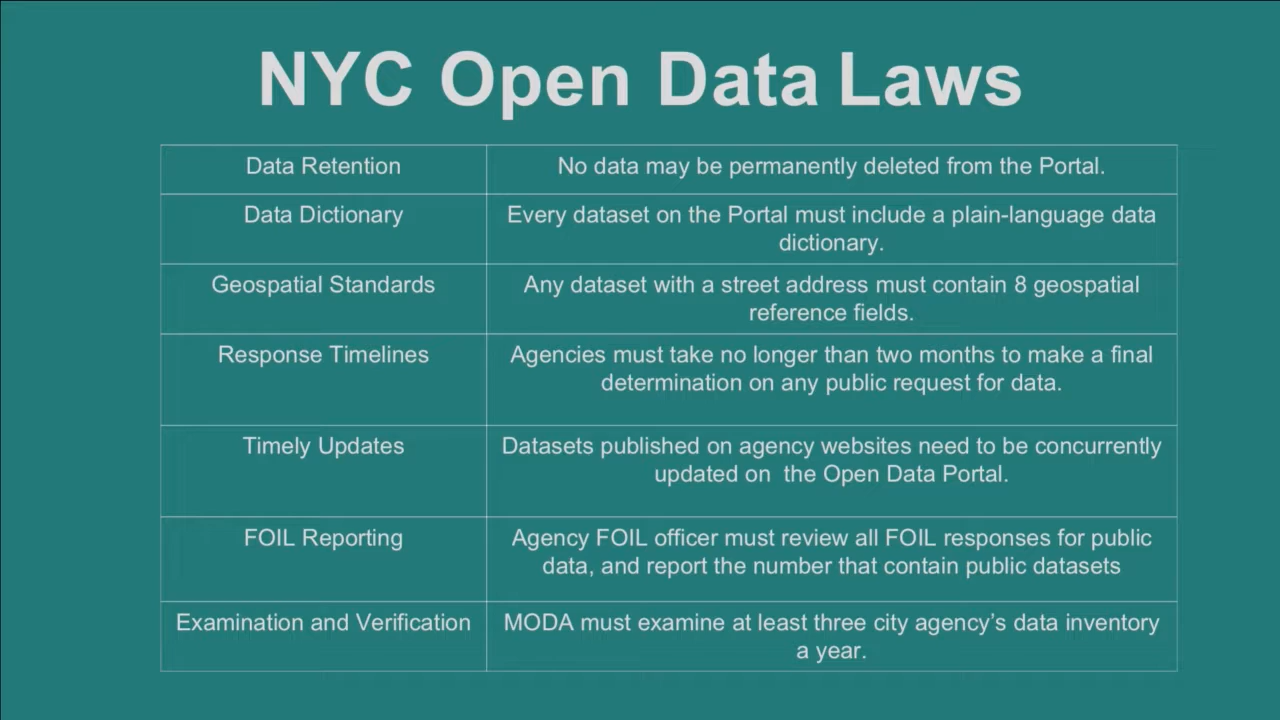 NYC Open Data Laws
Data Retention
No data may be permanently deleted from the Portal.
Data Dictionary
Every dataset on the Portal must include a plain-language data
dictionary.
Geospatial Standards
Any dataset with a street address must contain 8 geospatial
reference fields.
Response Timelines
Agencies must take no longer than two months to make a final
determination on any public request for data.
Timely Updates
Datasets published on agency websites need to be concurrently
updated on  the Open Data Portal.
FOIL Reporting
Agency FOIL officer must review all FOIL responses for public
data, and report the number that contain public datasets
Examination and Verification
MODA must examine at least three city agency’s data inventory
a year.